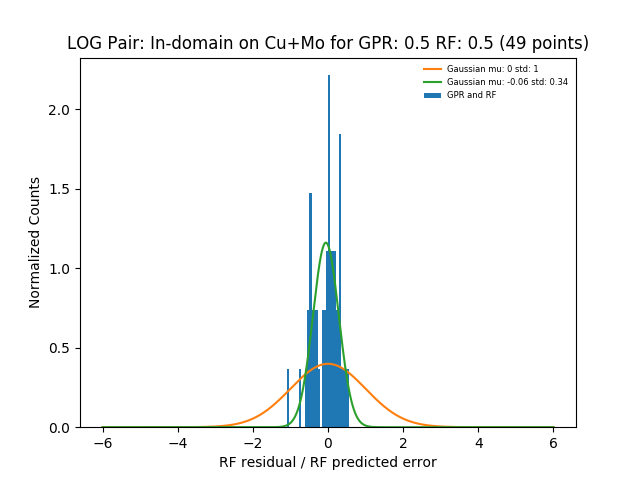 LOG Pair: In-domain on Cu+Mo for GPR: 0.5 RF: 0.5 (49 points)
Gaussian mu: 0 std: 1
Gaussian mu: -0.06 std: 0.34
GPR and RF
Normalized Counts
2.0
1.5
1.0
0.5
0.0
−6 −4 −2 0 2 4 6
RF residual / RF predicted error